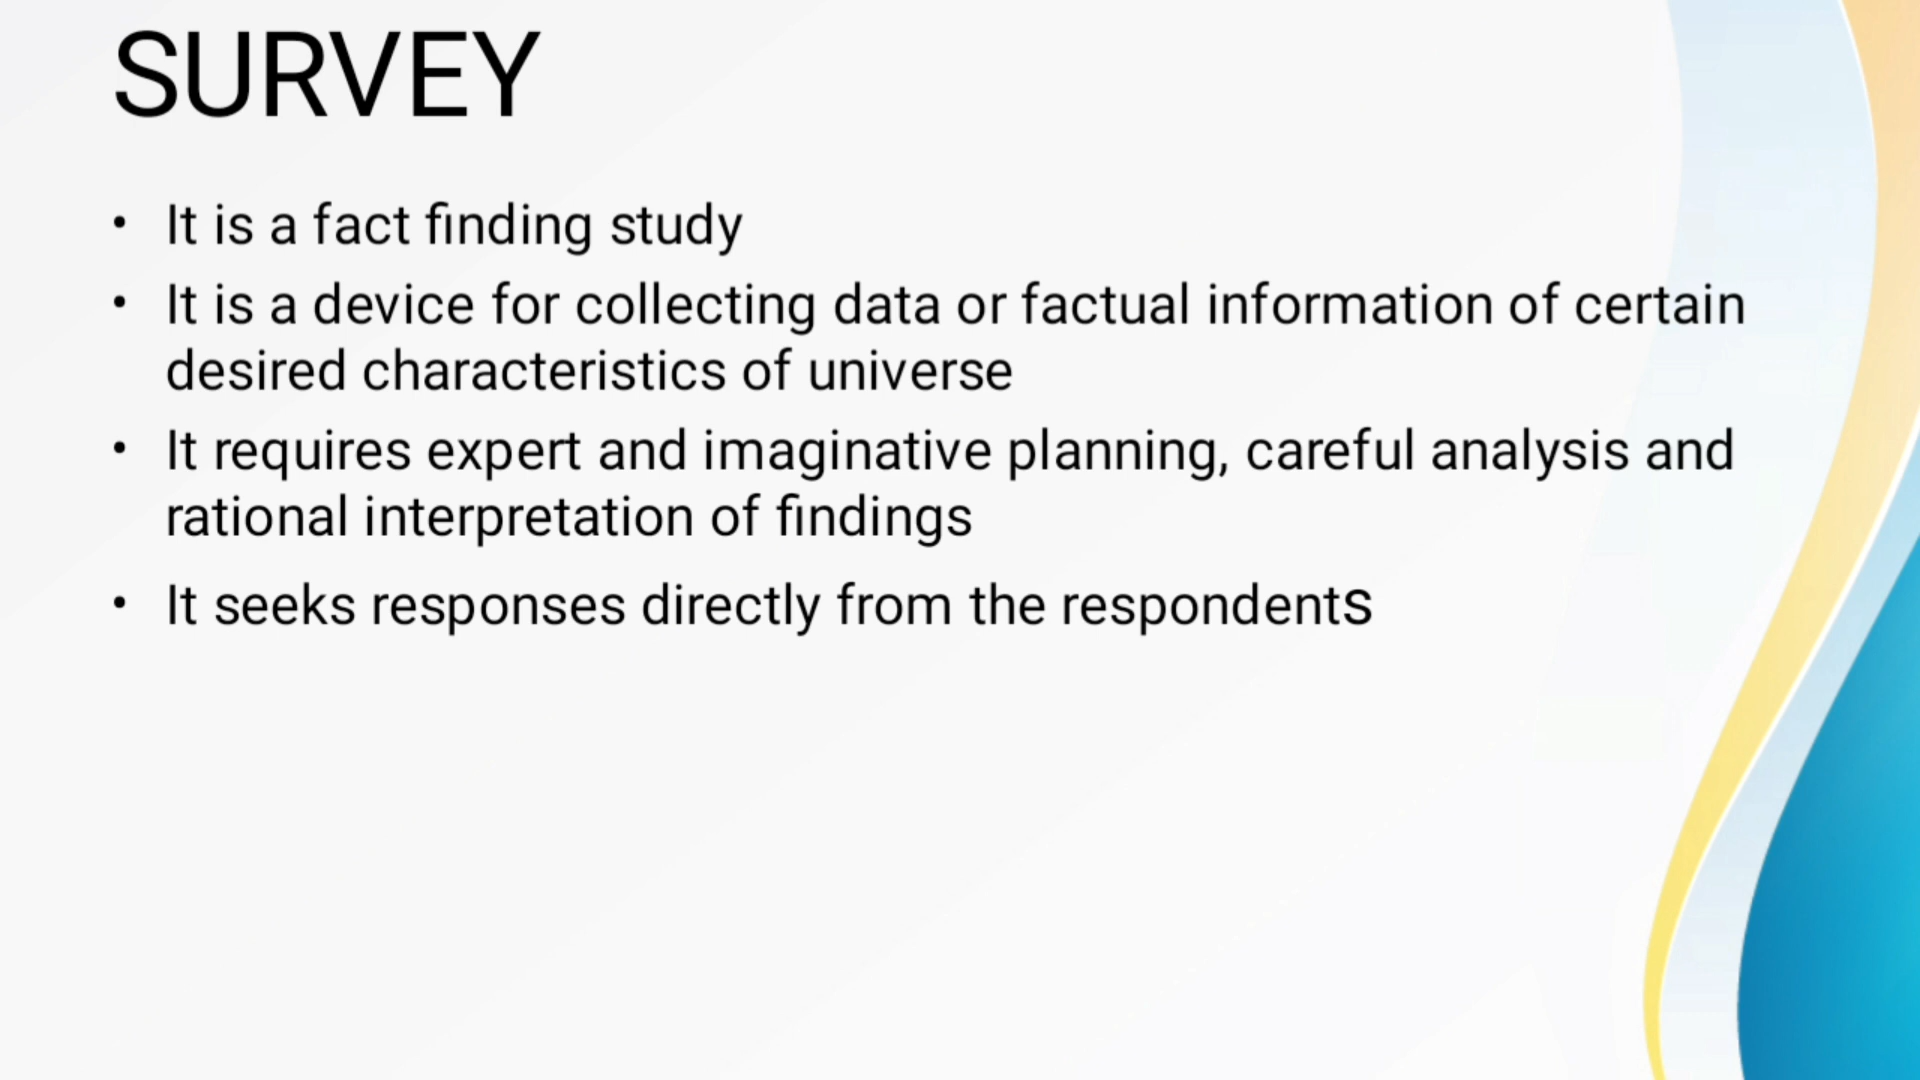 SURVEY
• It is a fact finding study
• It is a device for collecting data or factual information of certain
desired characteristics of universe
• It requires expert and imaginative planning, careful analysis and
rational interpretation of findings
• It seeks responses directly from the respondents